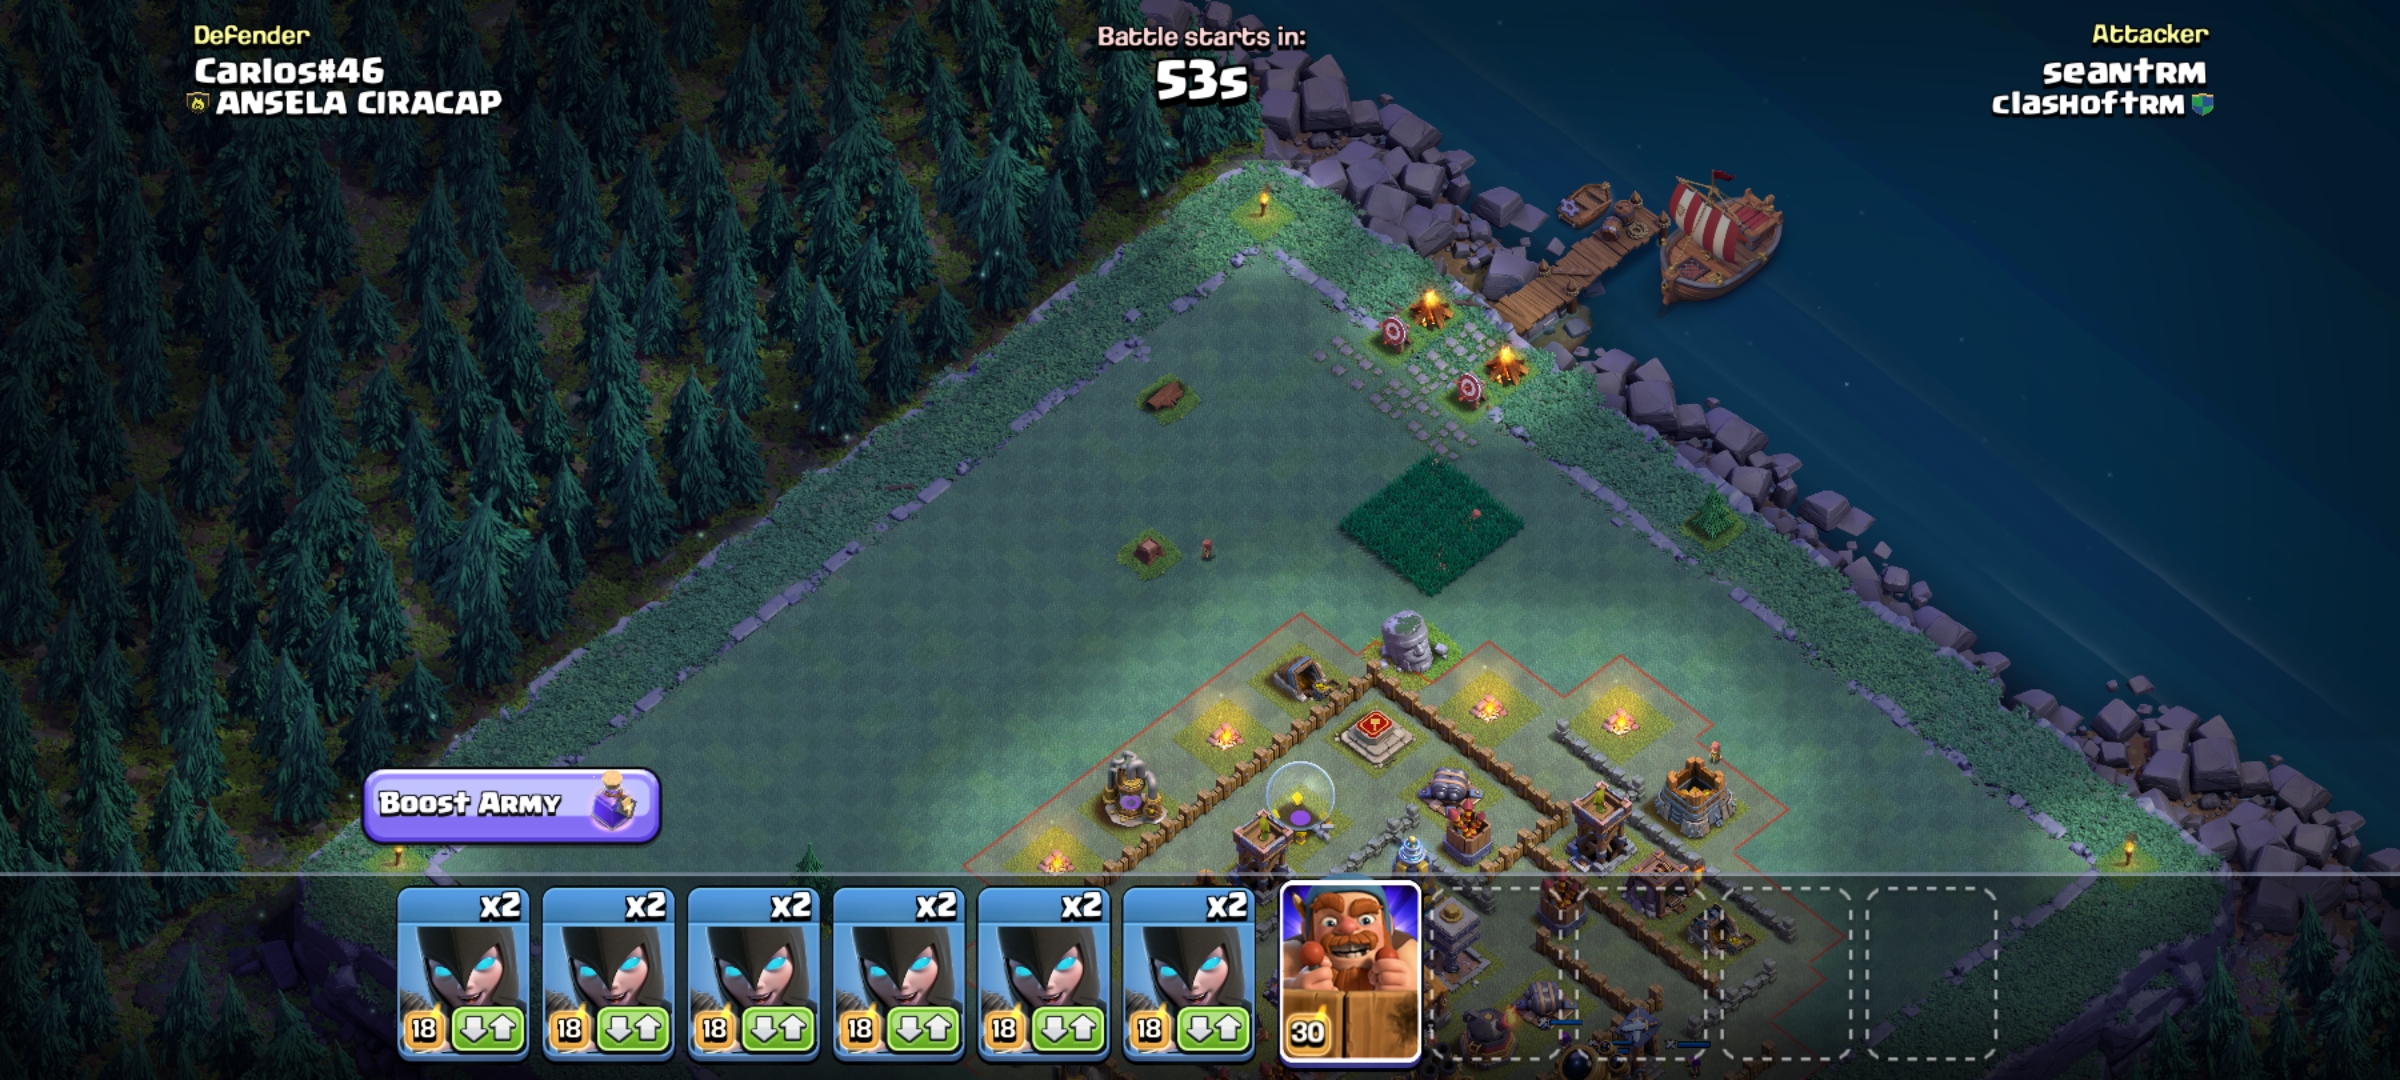 Defender
Carlos#46
ANSELA CIRACAP
Battle starts in:
53s
Attacker
seantRM
clashoftRM
Boost Army
x2
x2
x2
x2
x2
x2
18
18
18
18
18
18
30